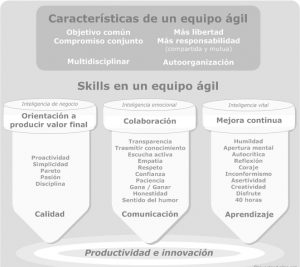 Características de un equipo ágil
Objetivo común
Compromiso conjunto
Más libertad
Más responsabilidad
(compartida y mutua)
Multidisciplinar
Autoorganización
Skills en un equipo ágil
Inteligencia de negocio
Orientación a
producir valor final
Proactividad
Simplicidad
Pareto
Pasión
Disciplina
Calidad
Inteligencia emocional
Colaboración
Transparencia
Trasmitir conocimiento
Escucha activa
Empatia
Respeto
Confianza
Paciencia
Gana / Ganar
Honestidad
Sentido del humor
Comunicación
Inteligencia vital
Mejora continua
Humildad
Apertura mental
Autocrítica
Reflexión
Coraje
Inconformismo
Asertividad
Creatividad
Disfrute
40 horas
Aprendizaje
Productividad e innovación